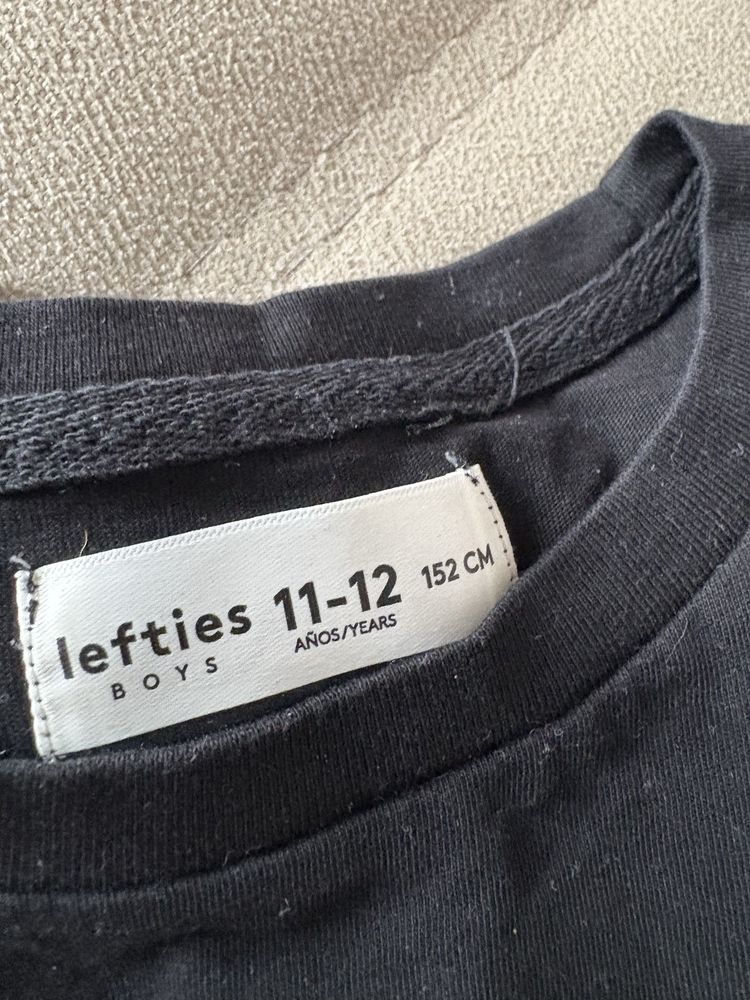 lefties 11-12 152 CM
BOYS AÑOS/YEARS